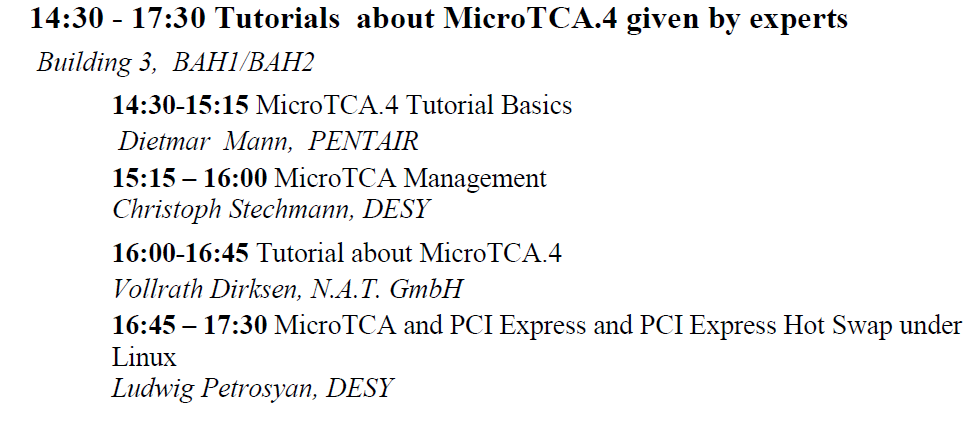 14:30 - 17:30 Tutorials about MicroTCA.4 given by experts
Building 3, BAH1/BAH2
14:30-15:15 MicroTCA.4 Tutorial Basics
Dietmar Mann, PENTAIR
15:15 – 16:00 MicroTCA Management
Christoph Stechmann, DESY
16:00-16:45 Tutorial about MicroTCA.4
Vollrath Dirksen, N.A.T. GmbH
16:45 – 17:30 MicroTCA and PCI Express and PCI Express Hot Swap under
Linux
Ludwig Petrosyan, DESY